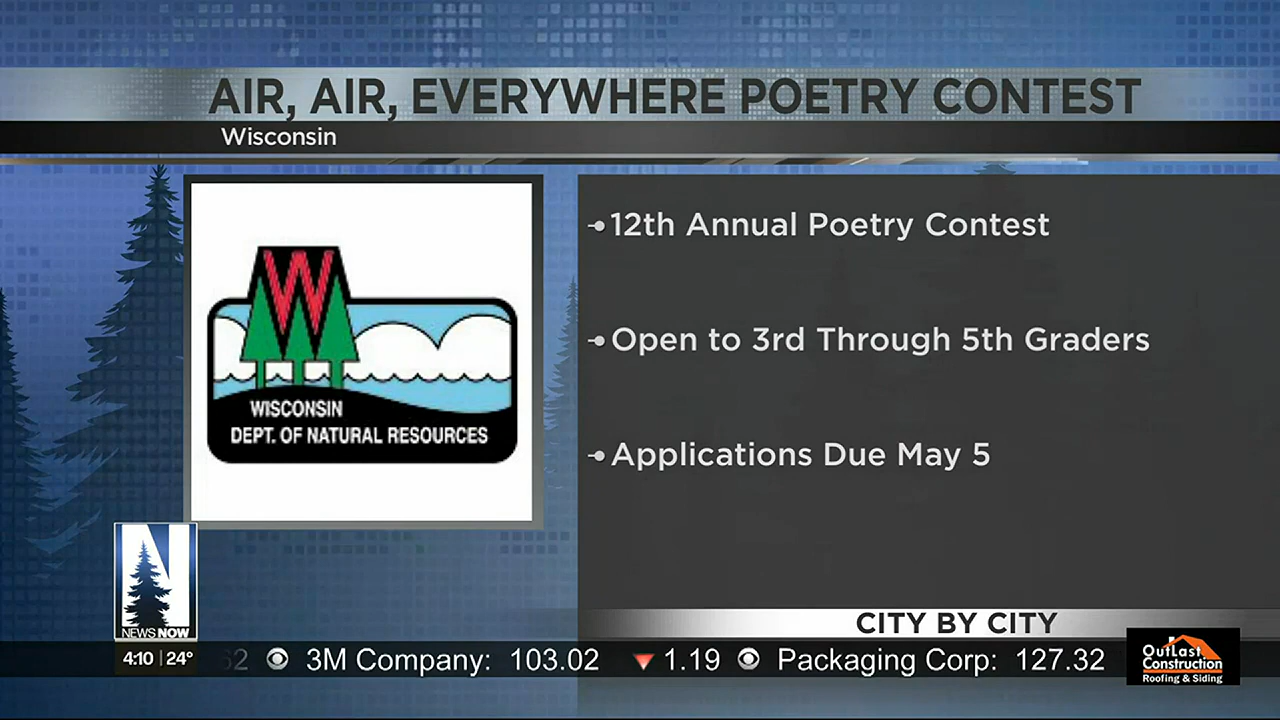 AIR, AIR, EVERYWHERE POETRY CONTEST
Wisconsin
W
WISCONSIN
DEPT. OF NATURAL RESOURCES
12th Annual Poetry Contest
Open to 3rd Through 5th Graders
Applications Due May 5
N
NEWS NOW
CITY BY CITY
4:10 | 24° 62 3M Company: 103.02 ▼ 1.19 Packaging Corp: 127.32
OutLast
Construction
Roofing & Siding